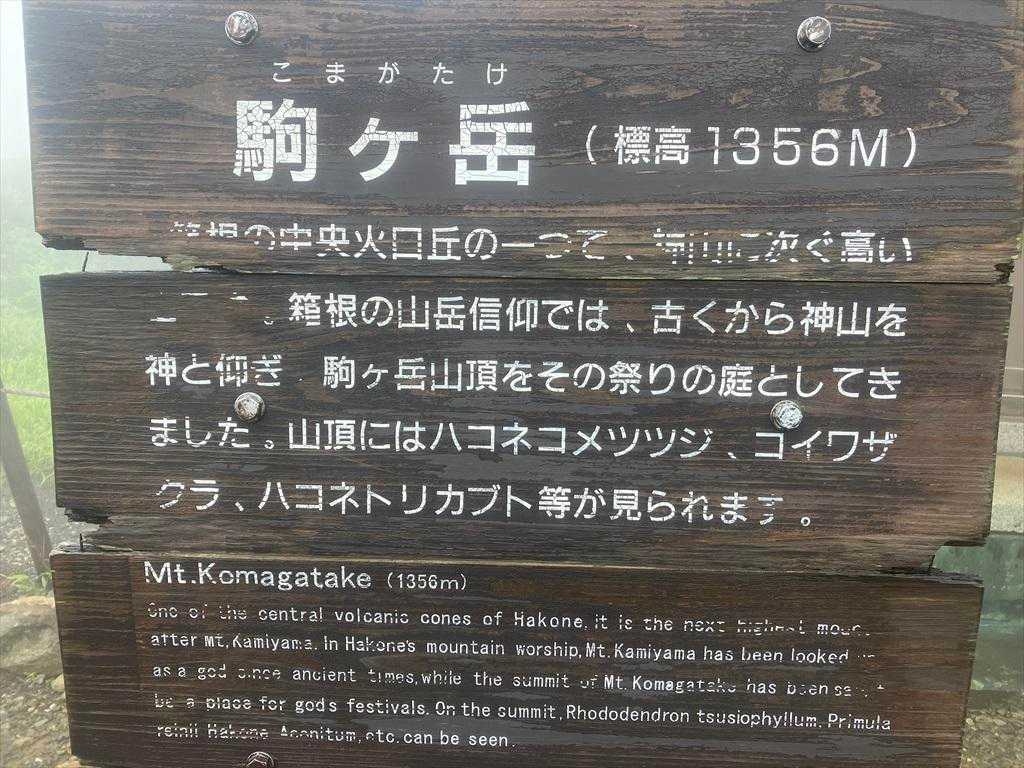 こまがたけ
駒ヶ岳（標高1356M）
箱根の中央火口丘の一つで、神山に次ぐ高い
。箱根の山岳信仰では、古くから神山を
神と仰ぎ 駒ヶ岳山頂をその祭りの庭としてき
ました。山頂にはハコネコメツツジ、コイワザ
クラ、ハコネトリカブト等が見られます。
Mt.Komagatake（1356m）
One of the central volcanic cones of Hakone, it is the next highest
after Mt.Kamiyama. In Hakone's mountain worship, Mt.Kamiyama has been looked
as a god since ancient times, while the summit of Mt.Komagatake has been
be a place for gods festivals. On the summit, Rhododendron tsusiophyllum, Primula
reinii Hakone Aconitum, etc. can be seen.